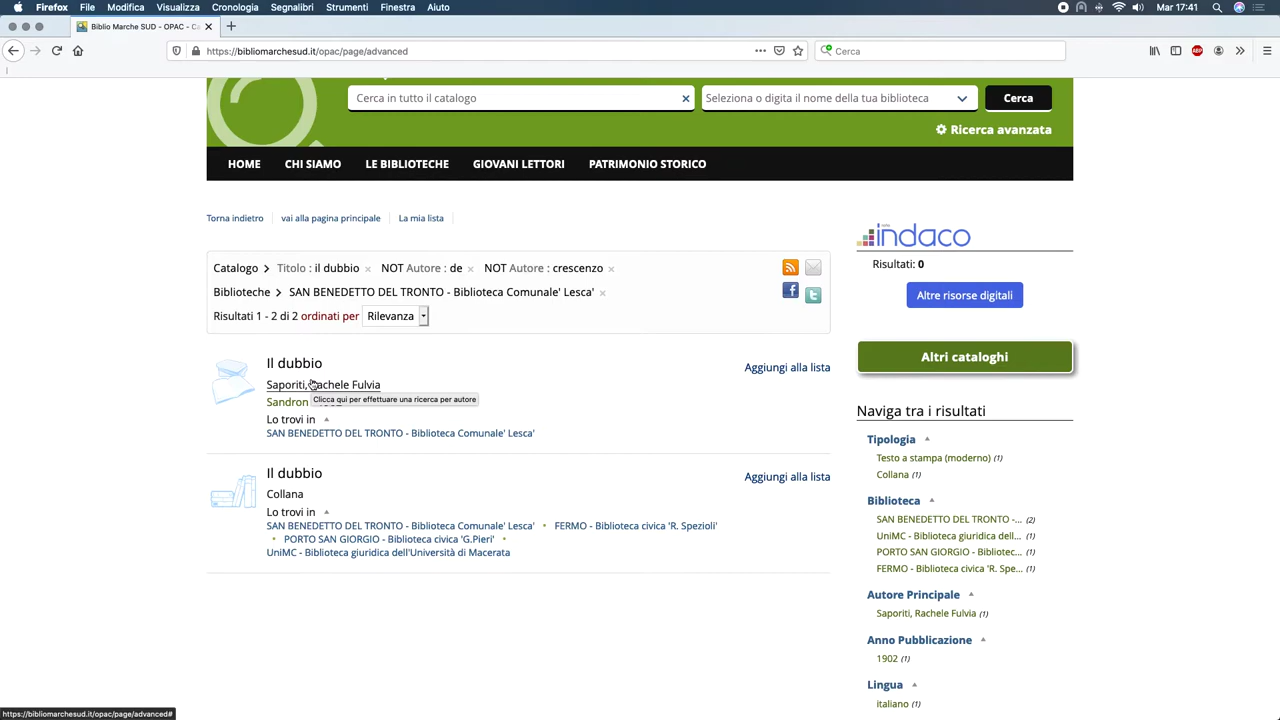 Firefox File Modifica Visualizza Cronologia Segnalibri Strumenti Finestra Aiuto Mar 17:41
Biblio Marche SUD - OPAC - Ca
https://bibliomarchesud.it/opac/page/advanced
Cerca
Cerca in tutto il catalogo
Seleziona o digita il nome della tua biblioteca
Cerca
Ricerca avanzata
HOME CHI SIAMO LE BIBLIOTECHE GIOVANI LETTORI PATRIMONIO STORICO
Torna indietro vai alla pagina principale La mia lista
Catalogo Titolo : il dubbio × NOT Autore : de × NOT Autore : crescenzo ×
Biblioteche SAN BENEDETTO DEL TRONTO - Biblioteca Comunale' Lesca' ×
Risultati 1 - 2 di 2 ordinati per Rilevanza
Il dubbio
Aggiungi alla lista
Saporiti, Rachele Fulvia
Clicca qui per effettuare una ricerca per autore
Sandron
Lo trovi in
SAN BENEDETTO DEL TRONTO - Biblioteca Comunale' Lesca'
Il dubbio
Aggiungi alla lista
Collana
Lo trovi in
SAN BENEDETTO DEL TRONTO - Biblioteca Comunale' Lesca' • FERMO - Biblioteca civica 'R. Spezioli'
• PORTO SAN GIORGIO - Biblioteca civica 'G.Pieri' •
UniMC - Biblioteca giuridica dell'Università di Macerata
indaco
Risultati: 0
Altre risorse digitali
Altri cataloghi
Naviga tra i risultati
Tipologia
Testo a stampa (moderno) (1)
Collana (1)
Biblioteca
SAN BENEDETTO DEL TRONTO -... (2)
UniMC - Biblioteca giuridica dell... (1)
PORTO SAN GIORGIO - Bibliotec... (1)
FERMO - Biblioteca civica 'R. Spe... (1)
Autore Principale
Saporiti, Rachele Fulvia (1)
Anno Pubblicazione
1902 (1)
Lingua
italiano (1)
https://bibliomarchesud.it/opac/page/advanced#